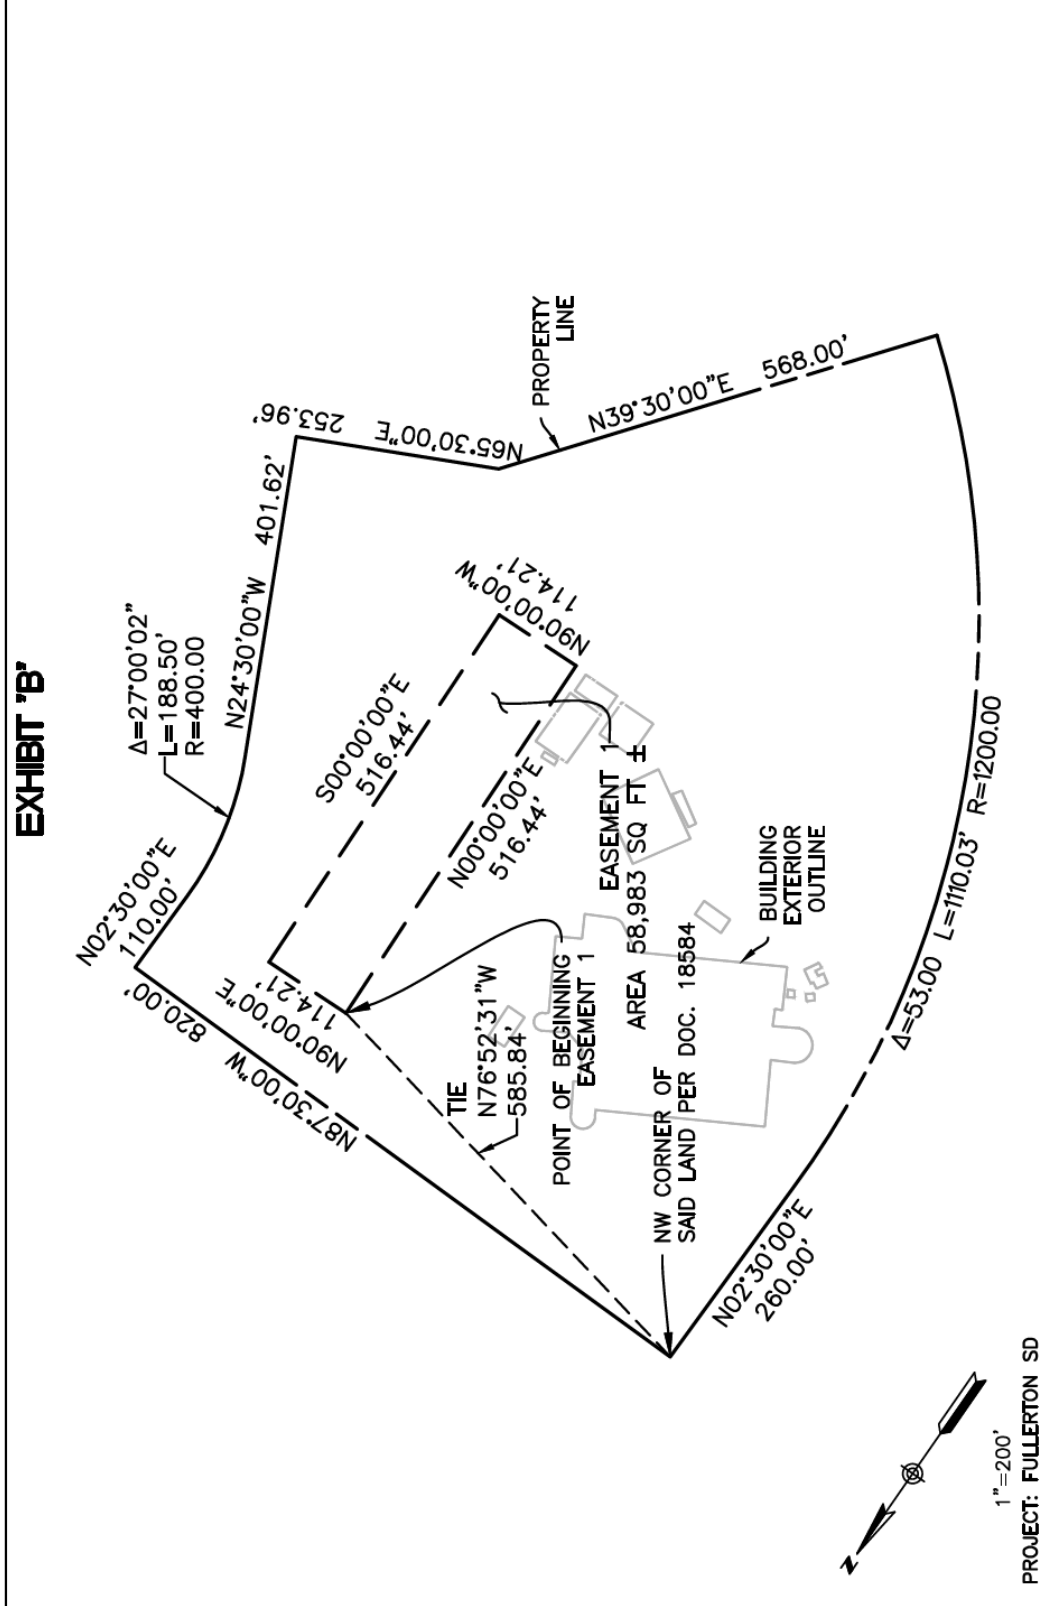 EXHIBIT 'B'
Δ=27°00'02"
L=188.50'
R=400.00
N02°30'00"E
110.00'
N24°30'00"W 401.62'
253.96'
N65°30'00"E
PROPERTY
LINE
N39°30'00"E 568.00'
820.00'
N87°30'00"W
N90°00'00"E
114.21'
S00°00'00"E
516.44'
N90°00'00"W
114.21'
N00°00'00"E
516.44'
TIE
N76°52'31"W
585.84'
POINT OF BEGINNING
EASEMENT 1
EASEMENT 1
AREA 58,983 SQ FT ±
NW CORNER OF
SAID LAND PER DOC. 18584
BUILDING
EXTERIOR
OUTLINE
N02°30'00"E
260.00'
Δ=53.00 L=1110.03' R=1200.00
N
1"=200'
PROJECT: FULLERTON SD